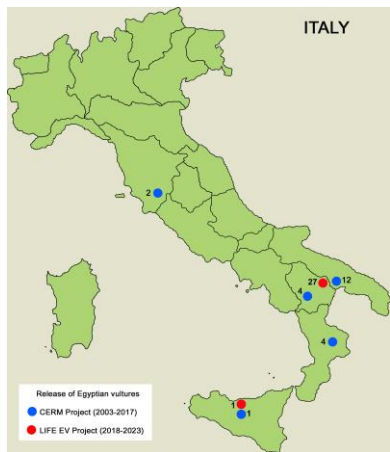 ITALY
2
27
12
4
4
1
1
Release of Egyptian vultures
CERM Project (2003-2017)
LIFE EV Project (2018-2023)